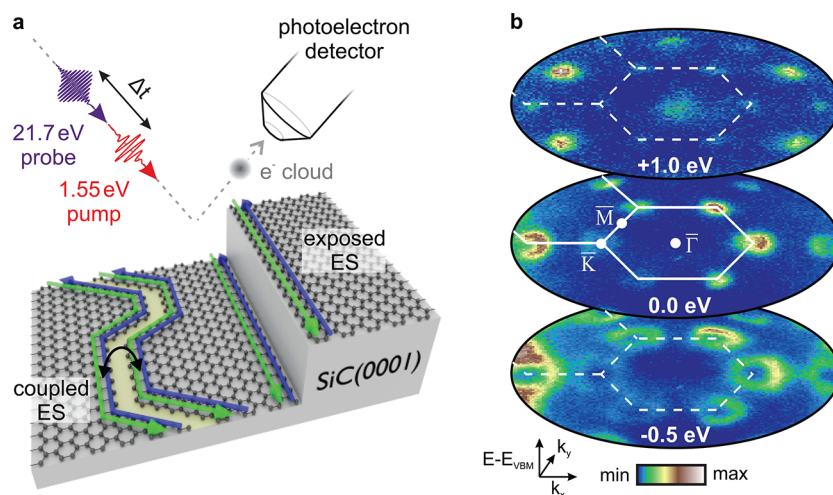 a
photoelectron
detector
Δt
21.7 eV
probe
1.55 eV
pump
e⁻ cloud
exposed
ES
coupled
ES
SiC(0001)
b
+1.0 eV
M̅
K̅
Γ̅
0.0 eV
-0.5 eV
E-E_VBM
k_y
k_x
min
max